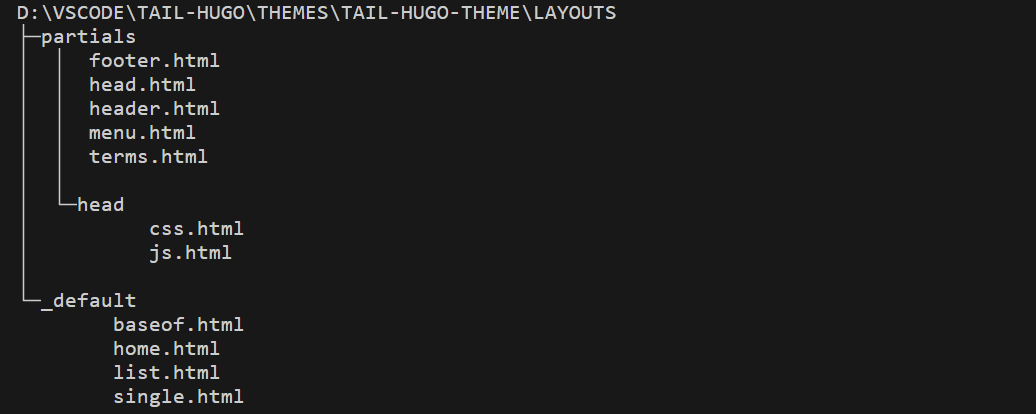 D:\VSCODE\TAIL-HUGO\THEMES\TAIL-HUGO-THEME\LAYOUTS
partials
footer.html
head.html
header.html
menu.html
terms.html
head
css.html
js.html
_default
baseof.html
home.html
list.html
single.html